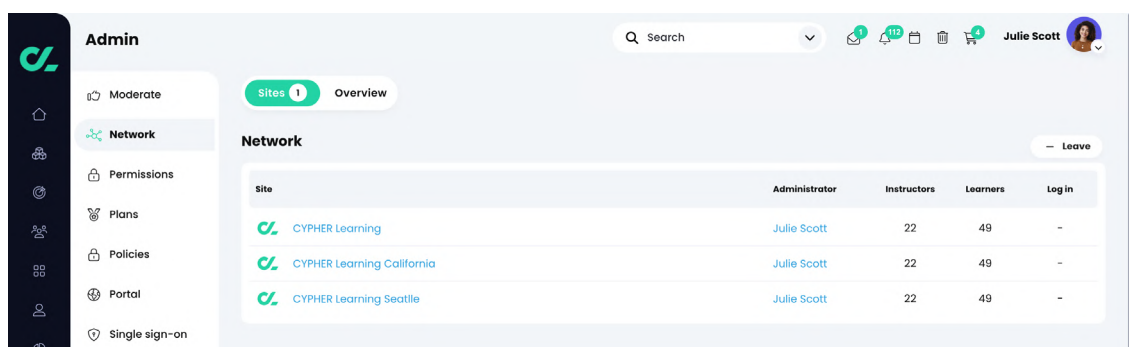 Admin
Search
1
112
4
Julie Scott
Moderate
Network
Permissions
Plans
Policies
Portal
Single sign-on
Sites 1 Overview
Network
— Leave
Site Administrator Instructors Learners Log in
CYPHER Learning Julie Scott 22 49 -
CYPHER Learning California Julie Scott 22 49 -
CYPHER Learning Seatlle Julie Scott 22 49 -